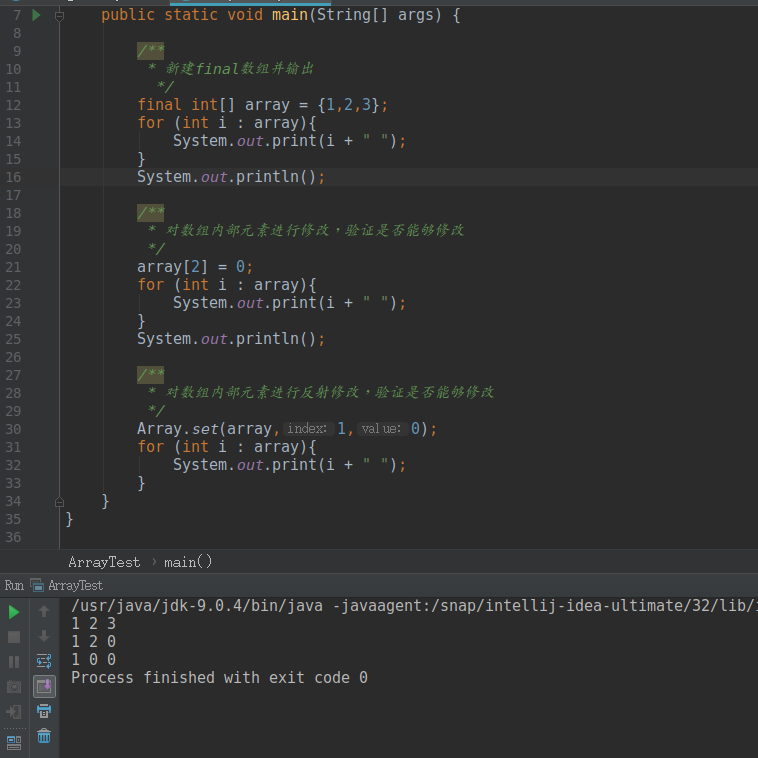 7 public static void main(String[] args) {
8
9 /**
10 * 新建final数组并输出
11 */
12 final int[] array = {1,2,3};
13 for (int i : array){
14 System.out.print(i + " ");
15 }
16 System.out.println();
17
18 /**
19 * 对数组内部元素进行修改，验证是否能够修改
20 */
21 array[2] = 0;
22 for (int i : array){
23 System.out.print(i + " ");
24 }
25 System.out.println();
26
27 /**
28 * 对数组内部元素进行反射修改，验证是否能够修改
29 */
30 Array.set(array, index: 1, value: 0);
31 for (int i : array){
32 System.out.print(i + " ");
33 }
34 }
35 }
36
ArrayTest › main()
Run ArrayTest
/usr/java/jdk-9.0.4/bin/java -javaagent:/snap/intellij-idea-ultimate/32/lib/
1 2 3
1 2 0
1 0 0
Process finished with exit code 0